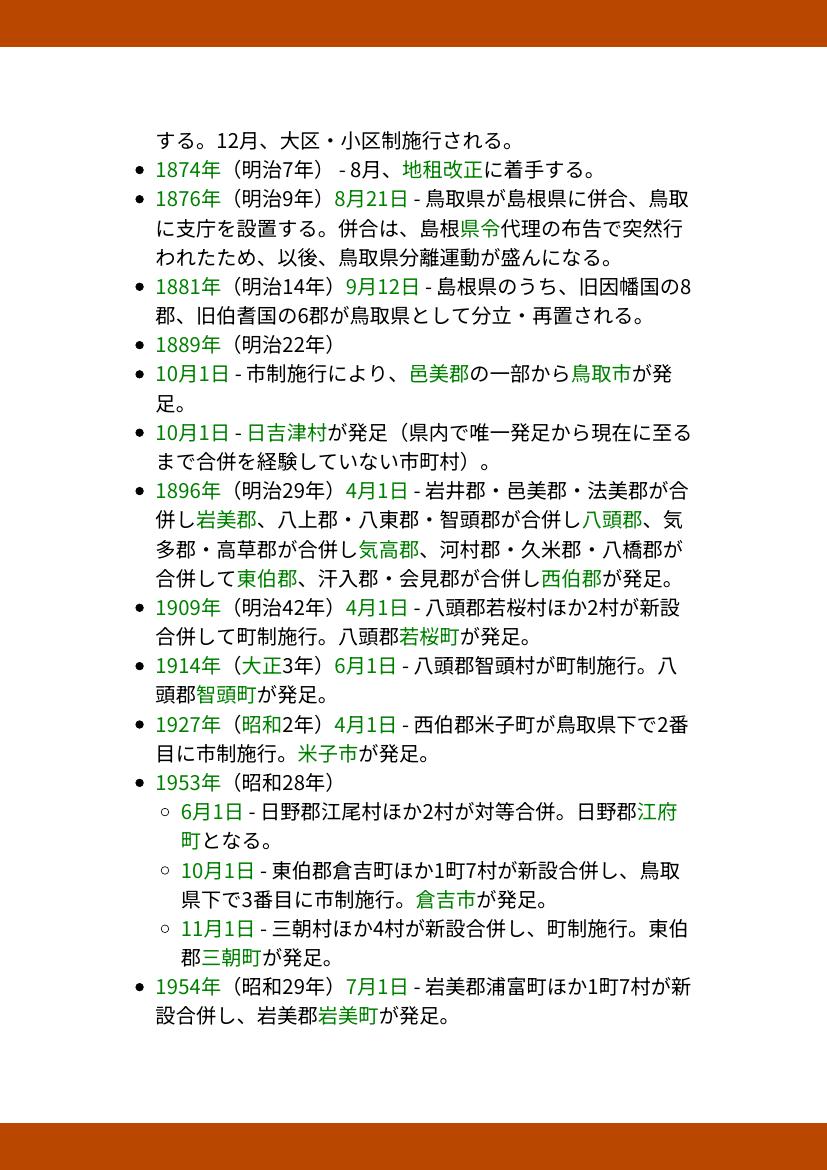 する。12月、大区・小区制施行される。
• 1874年（明治7年） - 8月、地租改正に着手する。
• 1876年（明治9年）8月21日 - 鳥取県が島根県に併合、鳥取
に支庁を設置する。併合は、島根県令代理の布告で突然行
われたため、以後、鳥取県分離運動が盛んになる。
• 1881年（明治14年）9月12日 - 島根県のうち、旧因幡国の8
郡、旧伯耆国の6郡が鳥取県として分立・再置される。
• 1889年（明治22年）
• 10月1日 - 市制施行により、邑美郡の一部から鳥取市が発
足。
• 10月1日 - 日吉津村が発足（県内で唯一発足から現在に至る
まで合併を経験していない市町村）。
• 1896年（明治29年）4月1日 - 岩井郡・邑美郡・法美郡が合
併し岩美郡、八上郡・八東郡・智頭郡が合併し八頭郡、気
多郡・高草郡が合併し気高郡、河村郡・久米郡・八橋郡が
合併して東伯郡、汗入郡・会見郡が合併し西伯郡が発足。
• 1909年（明治42年）4月1日 - 八頭郡若桜村ほか2村が新設
合併して町制施行。八頭郡若桜町が発足。
• 1914年（大正3年）6月1日 - 八頭郡智頭村が町制施行。八
頭郡智頭町が発足。
• 1927年（昭和2年）4月1日 - 西伯郡米子町が鳥取県下で2番
目に市制施行。米子市が発足。
• 1953年（昭和28年）
◦ 6月1日 - 日野郡江尾村ほか2村が対等合併。日野郡江府
町となる。
◦ 10月1日 - 東伯郡倉吉町ほか1町7村が新設合併し、鳥取
県下で3番目に市制施行。倉吉市が発足。
◦ 11月1日 - 三朝村ほか4村が新設合併し、町制施行。東伯
郡三朝町が発足。
• 1954年（昭和29年）7月1日 - 岩美郡浦富町ほか1町7村が新
設合併し、岩美郡岩美町が発足。